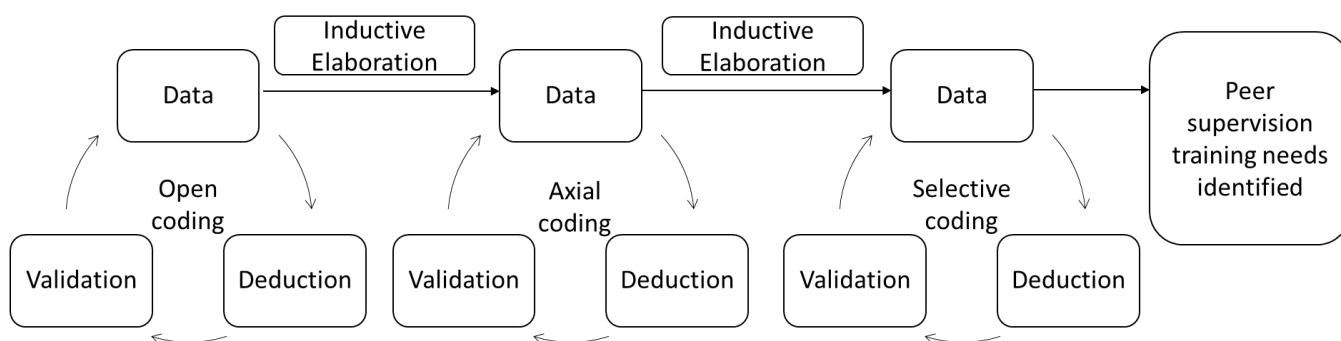 Inductive
Elaboration
Inductive
Elaboration
Data
Data
Data
Peer
supervision
training needs
identified
Open
coding
Axial
coding
Selective
coding
Validation
Deduction
Validation
Deduction
Validation
Deduction